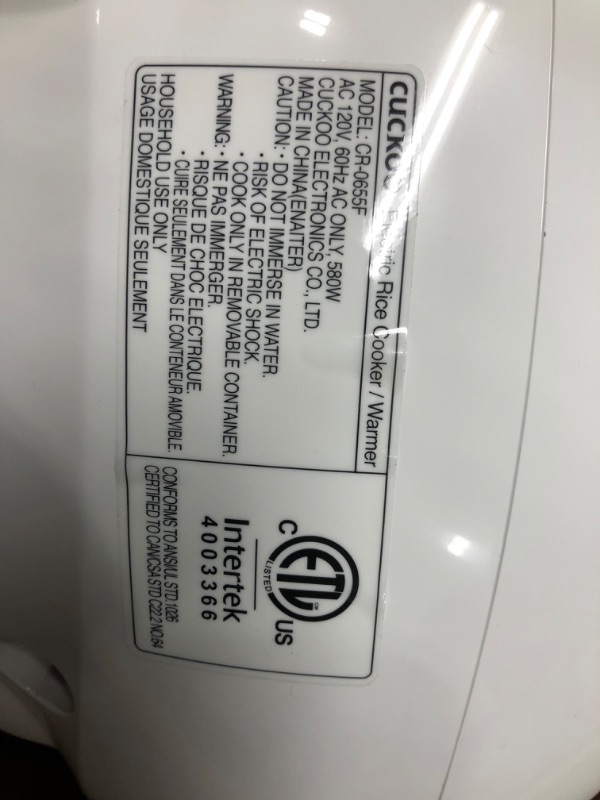 CUCKOO Electric Rice Cooker / Warmer
MODEL: CR-0655F
AC 120V, 60Hz AC ONLY, 580W
CUCKOO ELECTRONICS CO., LTD.
MADE IN CHINA(ENAITER)
CAUTION: • DO NOT IMMERSE IN WATER.
• RISK OF ELECTRIC SHOCK.
• COOK ONLY IN REMOVABLE CONTAINER.
WARNING: • NE PAS IMMERGER.
• RISQUE DE CHOC ELECTRIQUE.
• CUIRE SEULEMENT DANS LE CONTENEUR AMOVIBLE.
HOUSEHOLD USE ONLY
USAGE DOMESTIQUE SEULEMENT
ETL CM
LISTED
C US
Intertek
4003366
CONFORMS TO ANSI/UL STD.1026
CERTIFIED TO CAN/CSA STD C22.2 NO.64